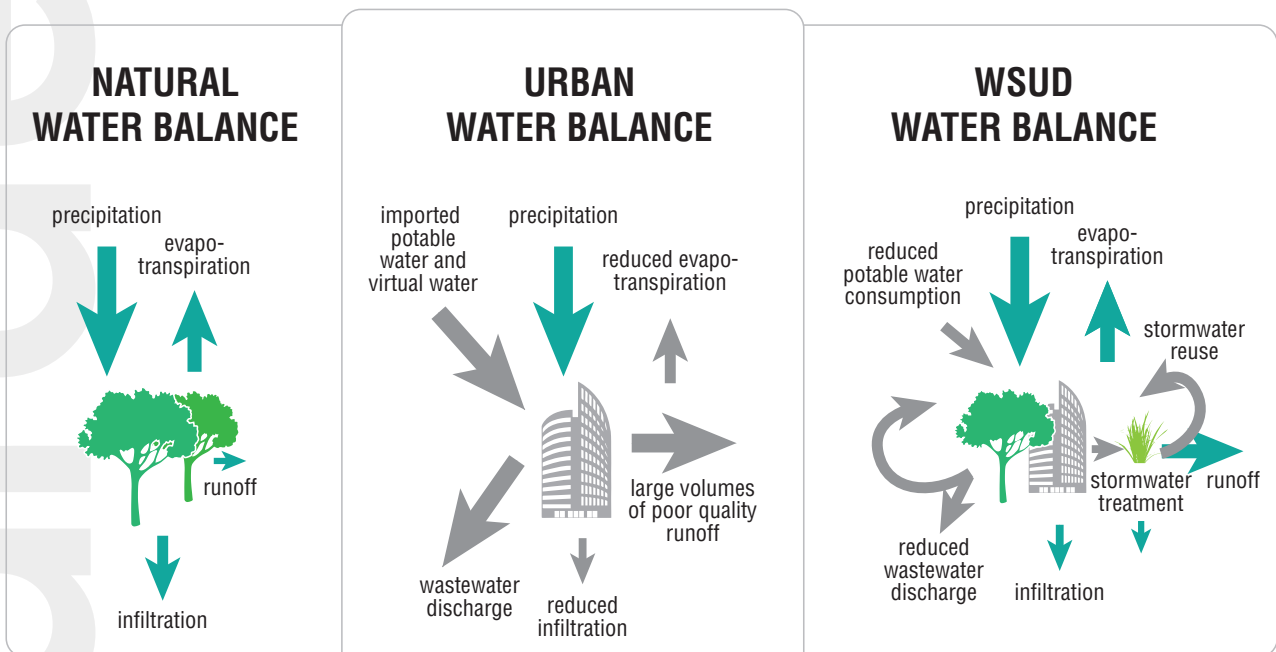 NATURAL
WATER BALANCE
precipitation
evapo-
transpiration
runoff
infiltration
URBAN
WATER BALANCE
imported
potable
water and
virtual water
precipitation
reduced evapo-
transpiration
large volumes
of poor quality
runoff
wastewater
discharge
reduced
infiltration
WSUD
WATER BALANCE
precipitation
reduced
potable water
consumption
evapo-
transpiration
stormwater
reuse
stormwater
treatment
runoff
reduced
wastewater
discharge
infiltration